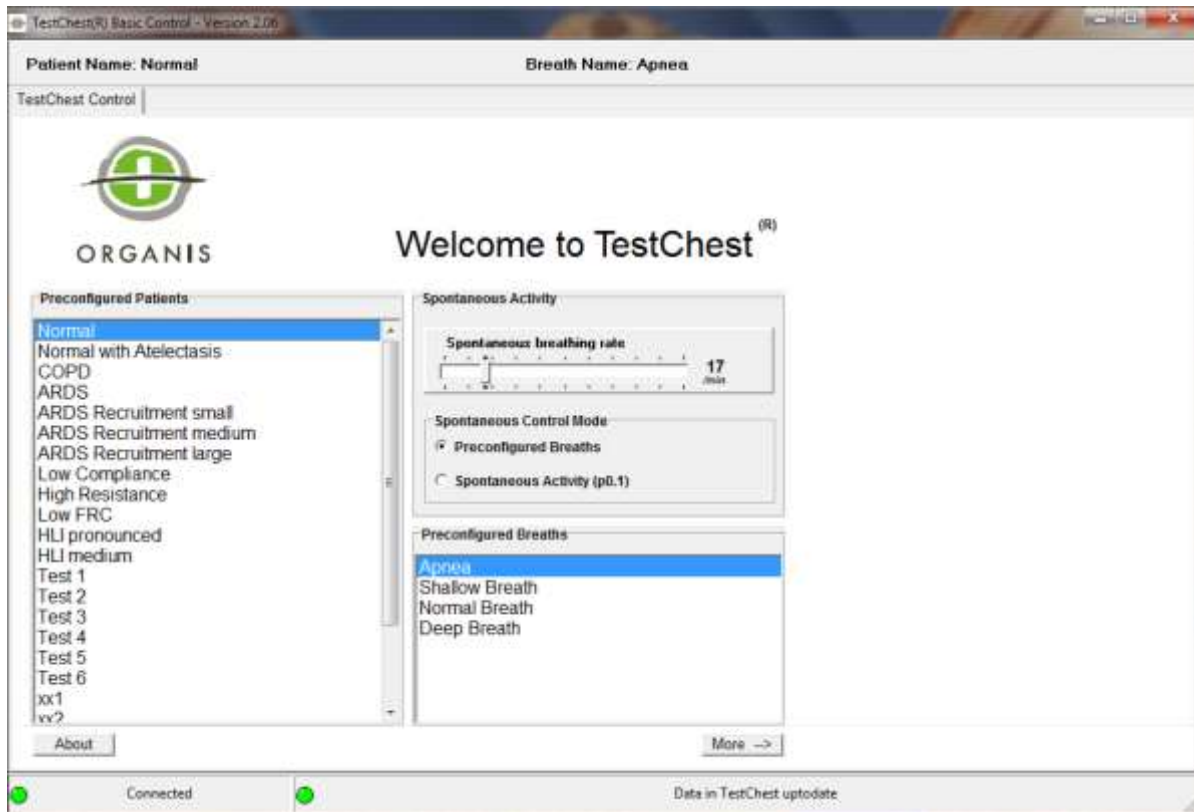 TestChest(R) Basic Control - Version 2.06
Patient Name: Normal
Breath Name: Apnea
TestChest Control
ORGANIS
Welcome to TestChest (R)
Preconfigured Patients
Normal
Normal with Atelectasis
COPD
ARDS
ARDS Recruitment small
ARDS Recruitment medium
ARDS Recruitment large
Low Compliance
High Resistance
Low FRC
HLI pronounced
HLI medium
Test 1
Test 2
Test 3
Test 4
Test 5
Test 6
xx1
xx2
Spontaneous Activity
Spontaneous breathing rate
17
/min
Spontaneous Control Mode
Preconfigured Breaths
Spontaneous Activity (p0.1)
Preconfigured Breaths
Apnea
Shallow Breath
Normal Breath
Deep Breath
About
More -->
Connected
Data in TestChest uptodate